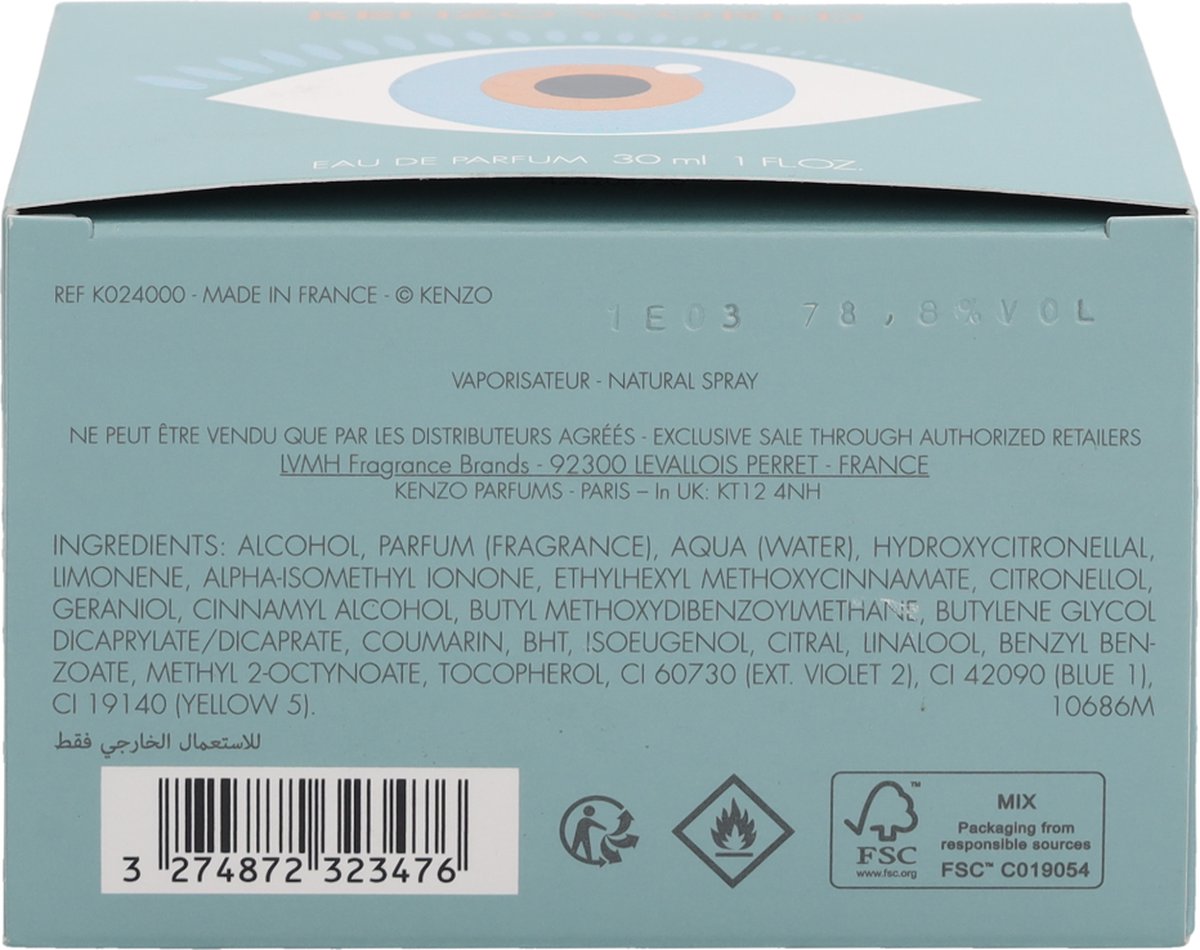 KENZO WORLD
EAU DE PARFUM 30 ml 1 FL.OZ.
REF K024000 - MADE IN FRANCE - © KENZO
1E03 78,8%VOL
VAPORISATEUR - NATURAL SPRAY
NE PEUT ÊTRE VENDU QUE PAR LES DISTRIBUTEURS AGRÉÉS - EXCLUSIVE SALE THROUGH AUTHORIZED RETAILERS
LVMH Fragrance Brands - 92300 LEVALLOIS PERRET - FRANCE
KENZO PARFUMS - PARIS – In UK: KT12 4NH
INGREDIENTS: ALCOHOL, PARFUM (FRAGRANCE), AQUA (WATER), HYDROXYCITRONELLAL,
LIMONENE, ALPHA-ISOMETHYL IONONE, ETHYLHEXYL METHOXYCINNAMATE, CITRONELLOL,
GERANIOL, CINNAMYL ALCOHOL, BUTYL METHOXYDIBENZOYLMETHANE, BUTYLENE GLYCOL
DICAPRYLATE/DICAPRATE, COUMARIN, BHT, ISOEUGENOL, CITRAL, LINALOOL, BENZYL BEN-
ZOATE, METHYL 2-OCTYNOATE, TOCOPHEROL, CI 60730 (EXT. VIOLET 2), CI 42090 (BLUE 1),
CI 19140 (YELLOW 5). 10686M
للاستعمال الخارجي فقط
3 274872 323476
FSC™
www.fsc.org
MIX
Packaging from
responsible sources
FSC™ C019054